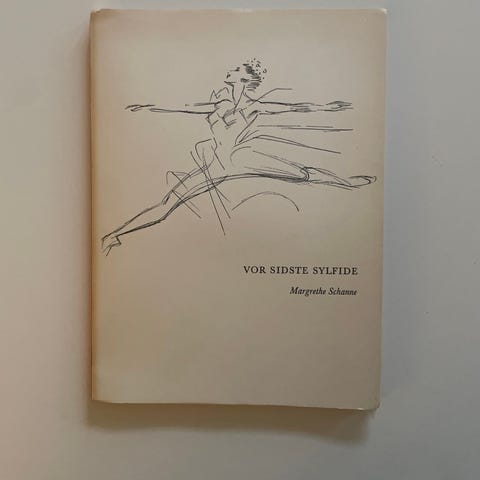 VOR SIDSTE SYLFIDE
Margrethe Schanne